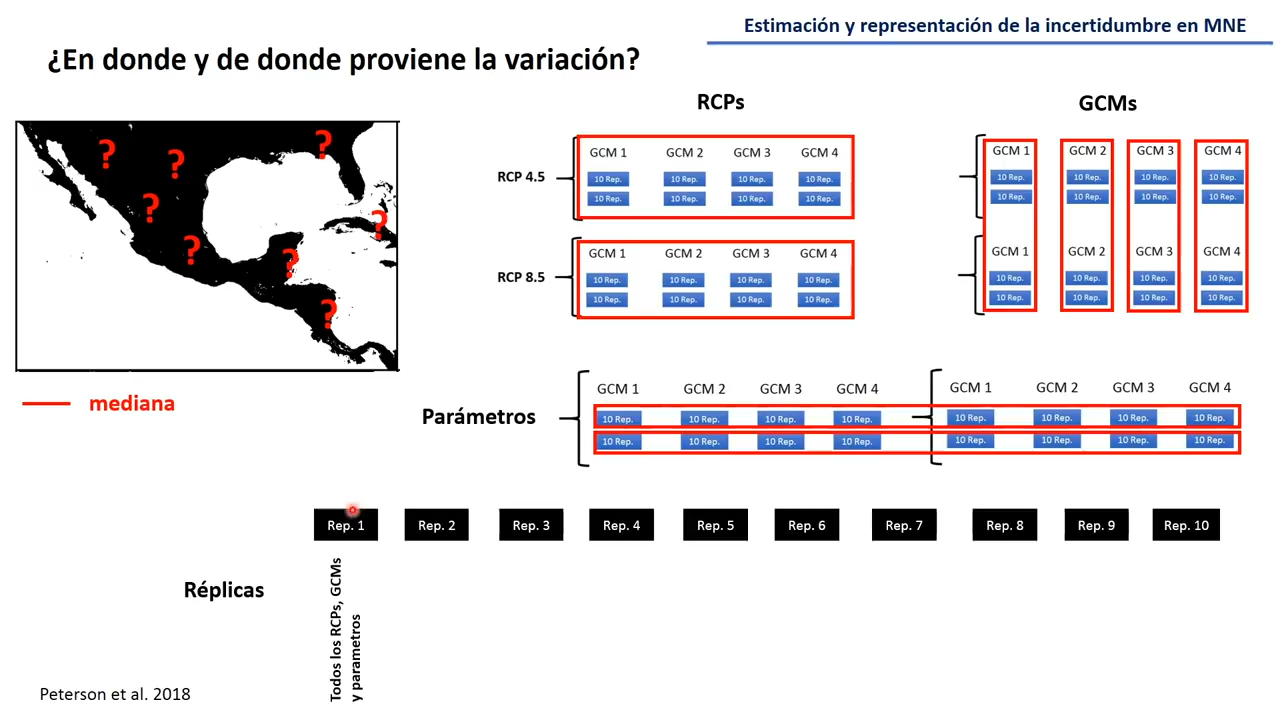 Estimación y representación de la incertidumbre en MNE
¿En donde y de donde proviene la variación?
? ? ? ? ? ? ? ?
mediana
RCPs
RCP 4.5
GCM 1 GCM 2 GCM 3 GCM 4
10 Rep. 10 Rep. 10 Rep. 10 Rep.
10 Rep. 10 Rep. 10 Rep. 10 Rep.
RCP 8.5
GCM 1 GCM 2 GCM 3 GCM 4
10 Rep. 10 Rep. 10 Rep. 10 Rep.
10 Rep. 10 Rep. 10 Rep. 10 Rep.
GCMs
GCM 1 GCM 2 GCM 3 GCM 4
10 Rep. 10 Rep. 10 Rep. 10 Rep.
10 Rep. 10 Rep. 10 Rep. 10 Rep.
GCM 1 GCM 2 GCM 3 GCM 4
10 Rep. 10 Rep. 10 Rep. 10 Rep.
10 Rep. 10 Rep. 10 Rep. 10 Rep.
Parámetros
GCM 1 GCM 2 GCM 3 GCM 4 GCM 1 GCM 2 GCM 3 GCM 4
10 Rep. 10 Rep. 10 Rep. 10 Rep. 10 Rep. 10 Rep. 10 Rep. 10 Rep.
10 Rep. 10 Rep. 10 Rep. 10 Rep. 10 Rep. 10 Rep. 10 Rep. 10 Rep.
Rep. 1 Rep. 2 Rep. 3 Rep. 4 Rep. 5 Rep. 6 Rep. 7 Rep. 8 Rep. 9 Rep. 10
Réplicas
Todos los RCPs, GCMs
y parametros
Peterson et al. 2018